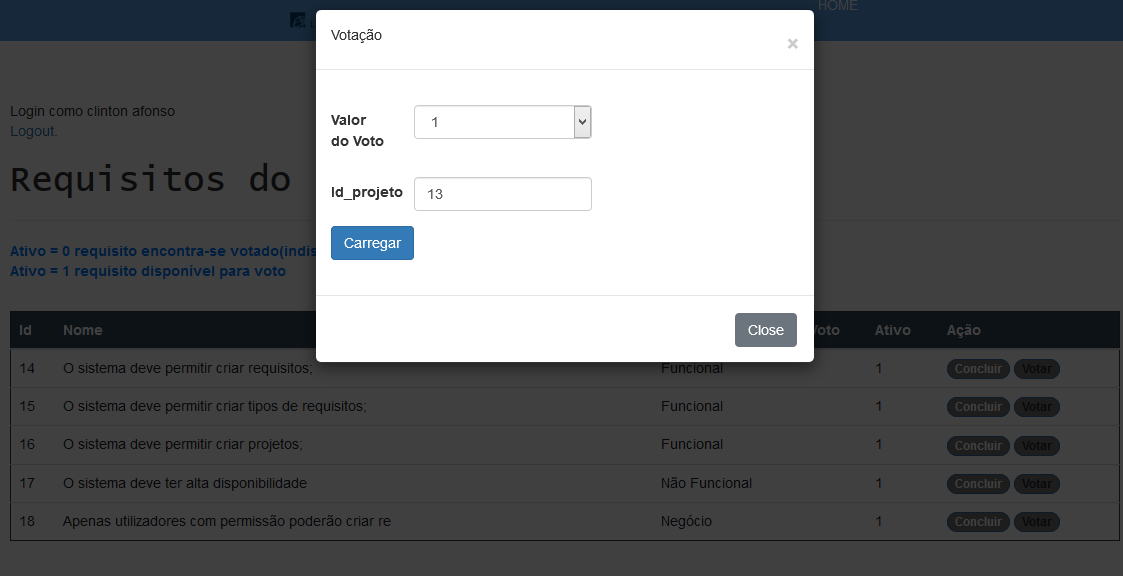 HOME
Votação
×
Login como clinton afonso
Logout.
Valor
do Voto
1
Requisitos do
Id_projeto
13
Carregar
Ativo = 0 requisito encontra-se
Ativo = 1 requisito disponível para voto
Close
Id Nome Voto Ativo Ação
14 O sistema deve permitir criar requisitos; Funcional 1 Concluir Votar
15 O sistema deve permitir criar tipos de requisitos; Funcional 1 Concluir Votar
16 O sistema deve permitir criar projetos; Funcional 1 Concluir Votar
17 O sistema deve ter alta disponibilidade Não Funcional 1 Concluir Votar
18 Apenas utilizadores com permissão poderão criar re Negócio 1 Concluir Votar